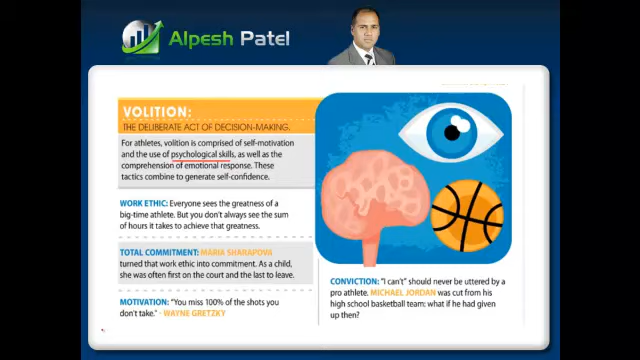 Alpesh Patel
VOLITION:
THE DELIBERATE ACT OF DECISION-MAKING.
For athletes, volition is comprised of self-motivation
and the use of psychological skills, as well as the
comprehension of emotional response. These
tactics combine to generate self-confidence.
WORK ETHIC: Everyone sees the greatness of a
big-time athlete. But you don't always see the sum
of hours it takes to achieve that greatness.
TOTAL COMMITMENT: MARIX SHARAPOVA
turned that work ethic into commitment. As a child,
she was often first on the court and the last to leave.
MOTIVATION: "You miss 100% of the shots you
don't take." - WAYNE GRETZKY
CONVICTION: "I can't" should never be uttered by a
pro athlete. MICHAEL JORDAN was cut from his
high school basketball team: what if he had given
up then?